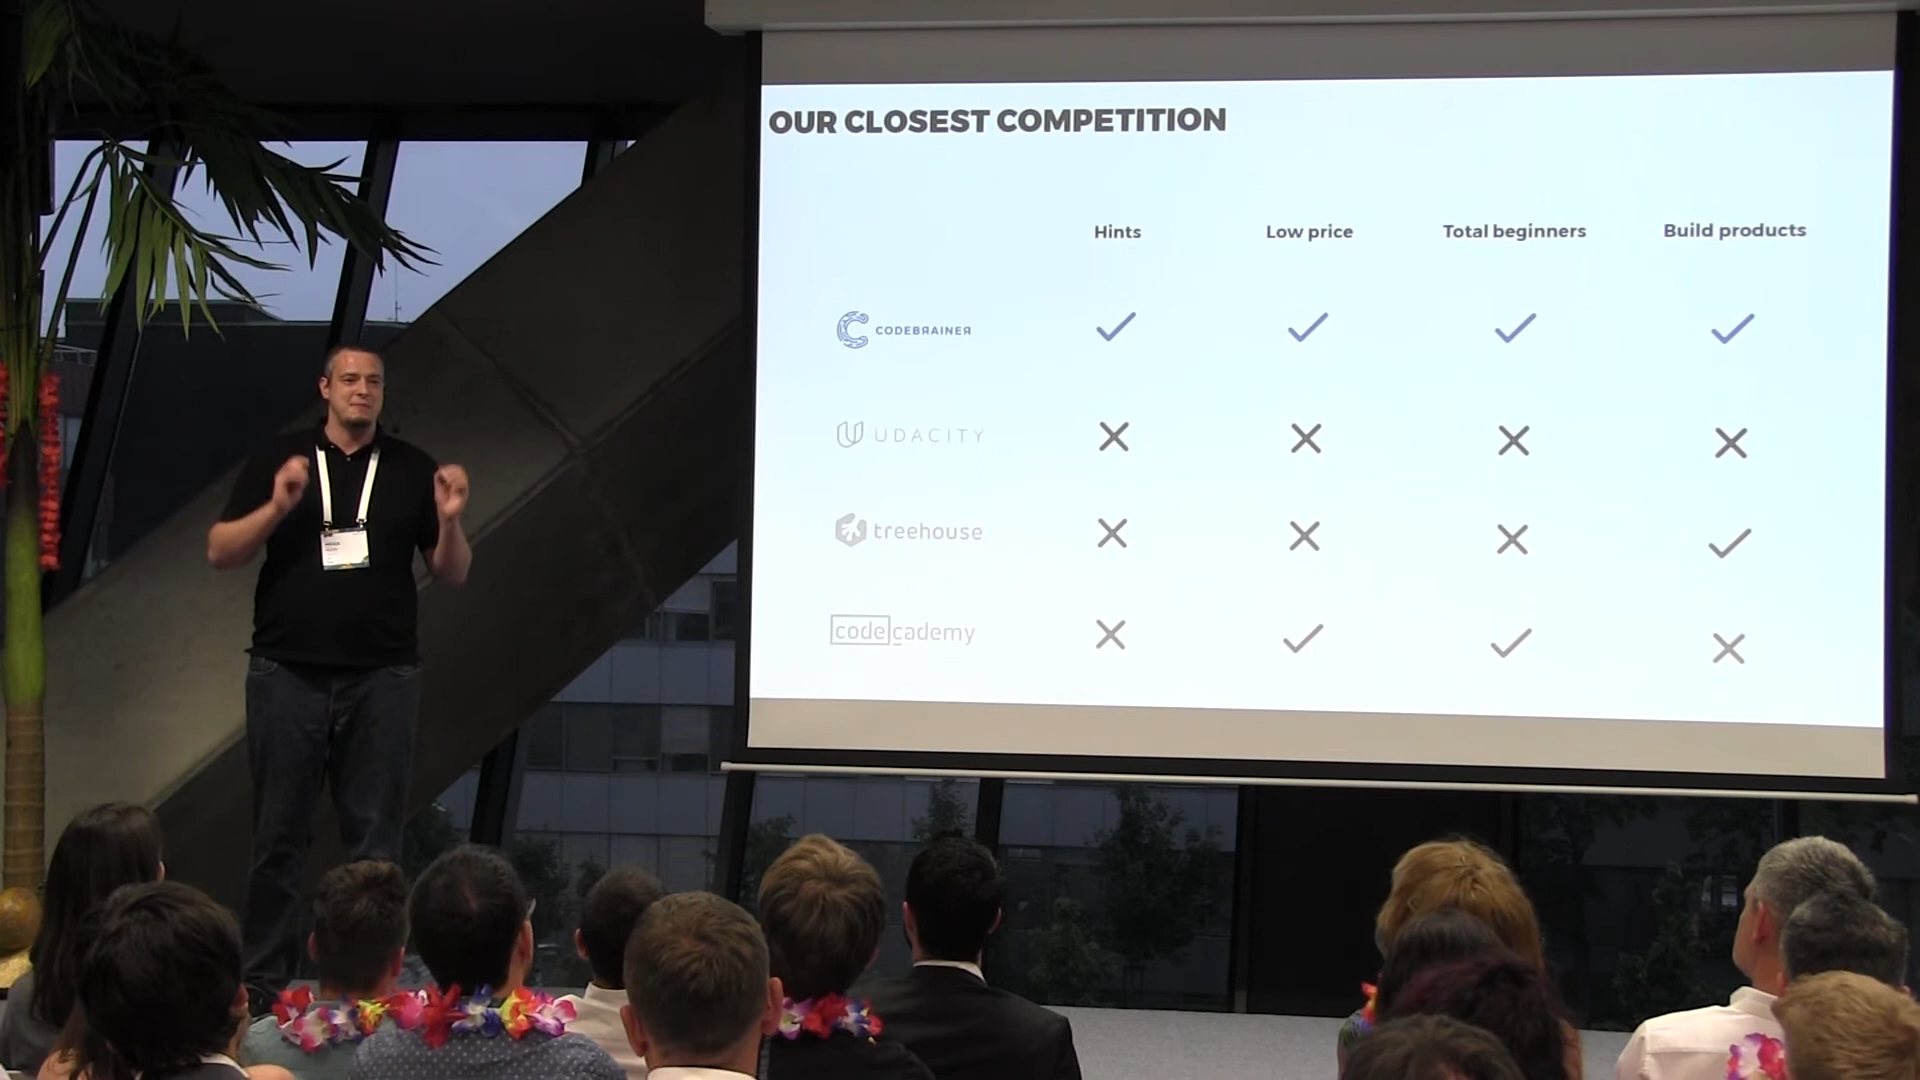 OUR CLOSEST COMPETITION
Hints Low price Total beginners Build products
CODEBRAINER
UDACITY
treehouse
codecademy